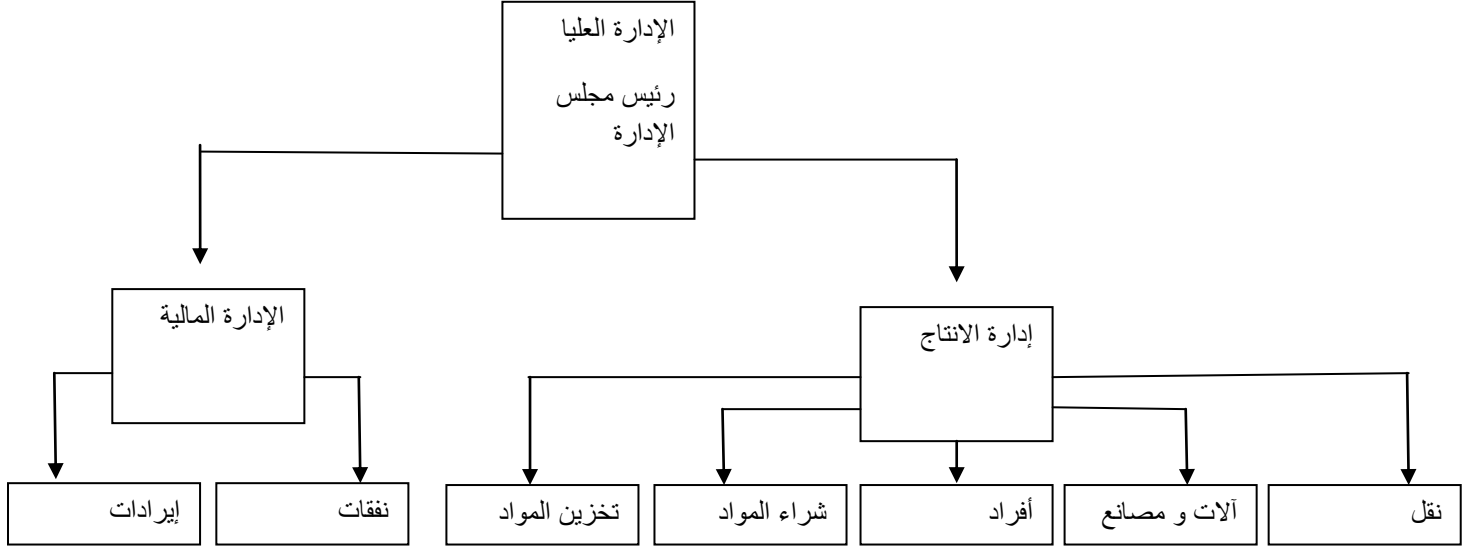 الإدارة العليا
رئيس مجلس
الإدارة
إدارة الانتاج
الإدارة المالية
نقل
آلات و مصانع
أفراد
شراء المواد
تخزين المواد
نفقات
إيرادات